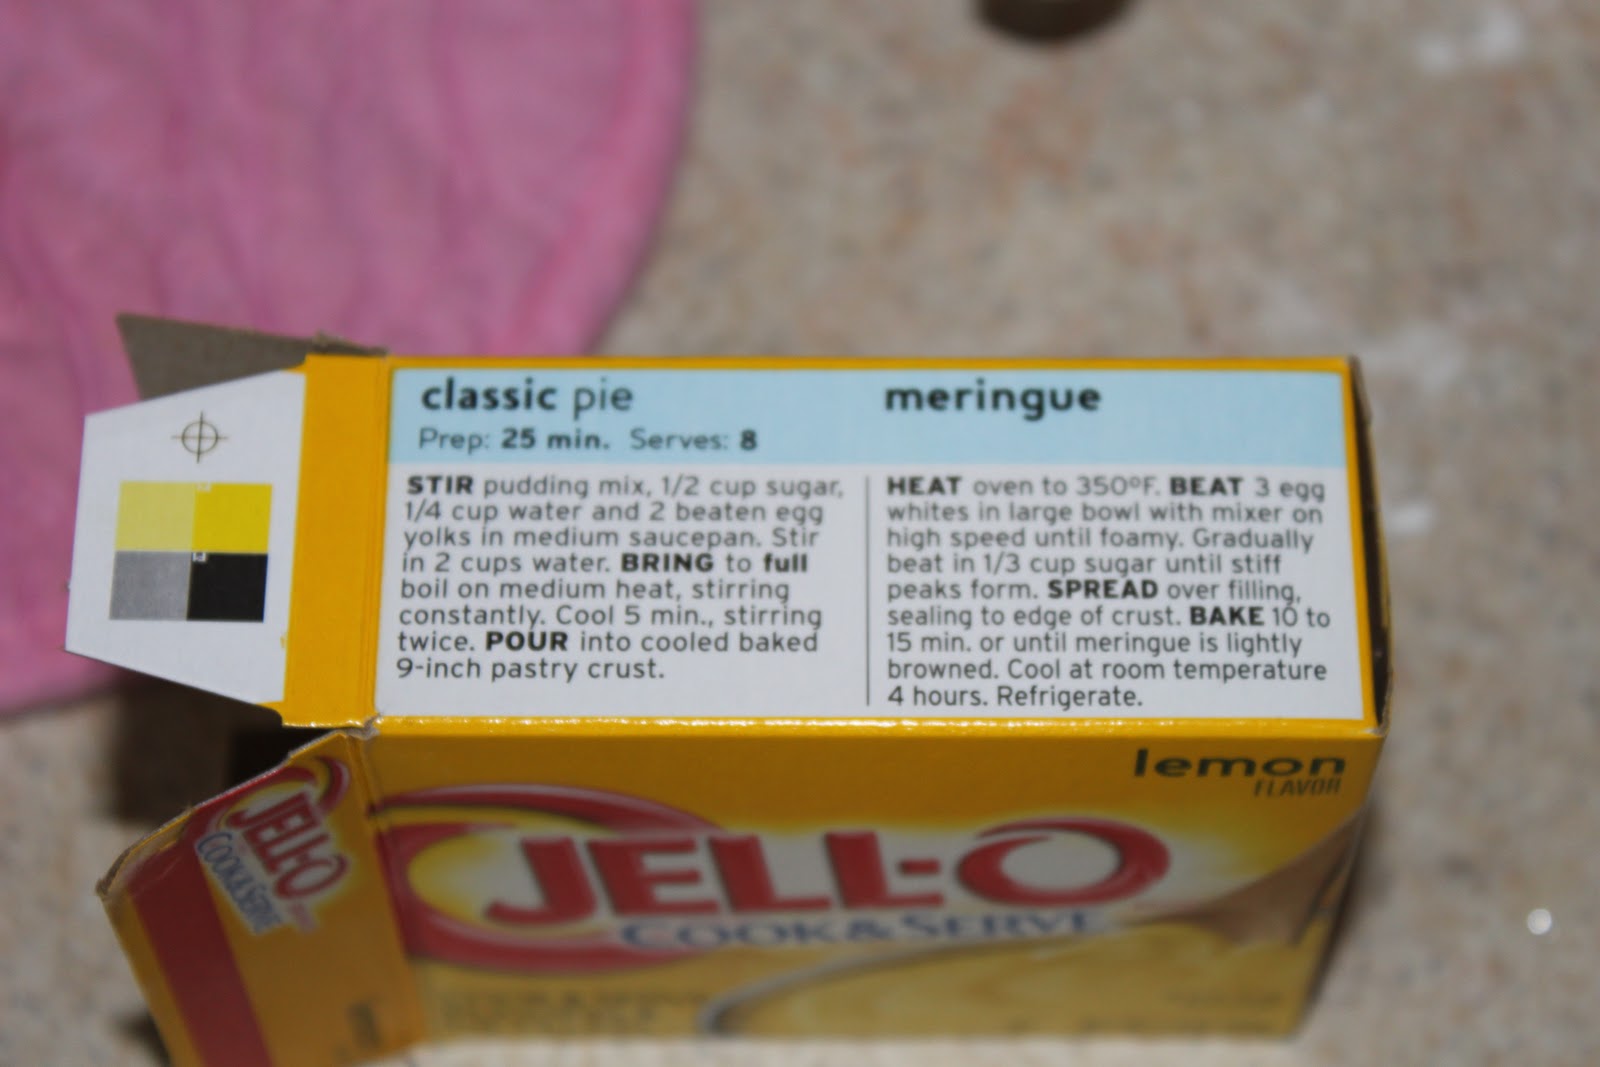 classic pie
Prep: 25 min. Serves: 8
STIR pudding mix, 1/2 cup sugar,
1/4 cup water and 2 beaten egg
yolks in medium saucepan. Stir
in 2 cups water. BRING to full
boil on medium heat, stirring
constantly. Cool 5 min., stirring
twice. POUR into cooled baked
9-inch pastry crust.
meringue
HEAT oven to 350°F. BEAT 3 egg
whites in large bowl with mixer on
high speed until foamy. Gradually
beat in 1/3 cup sugar until stiff
peaks form. SPREAD over filling,
sealing to edge of crust. BAKE 10 to
15 min. or until meringue is lightly
browned. Cool at room temperature
4 hours. Refrigerate.
lemon
FLAVOR
JELL-O
COOK & SERVE
JELL-O
COOK & SERVE